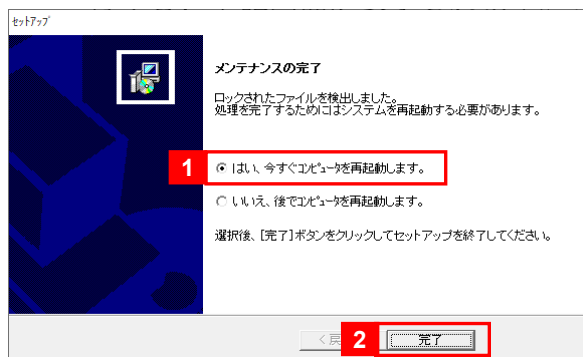 セットアップ
メンテナンスの完了
ロックされたファイルを検出しました。
処理を完了するためにはシステムを再起動する必要があります。
1
はい、今すぐコンピュータを再起動します。
いいえ、後でコンピュータを再起動します。
選択後、[完了]ボタンをクリックしてセットアップを終了してください。
< 戻
2
完了